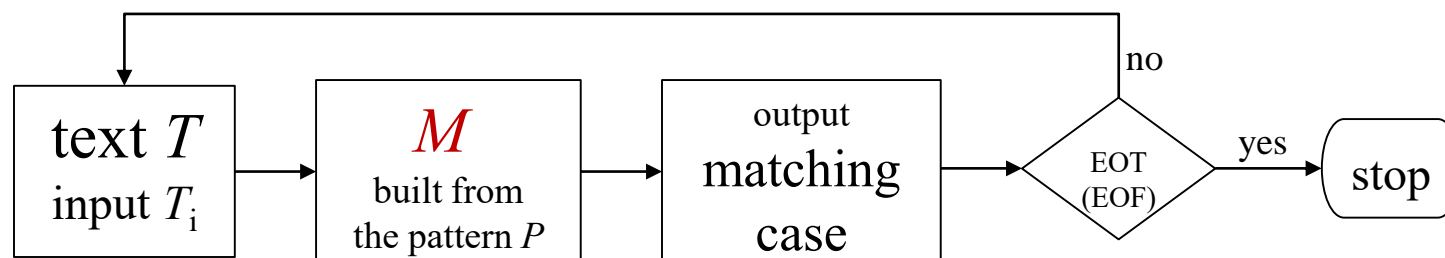 no
text T
input Ti
M
built from
the pattern P
output
matching
case
EOT
(EOF)
yes
stop